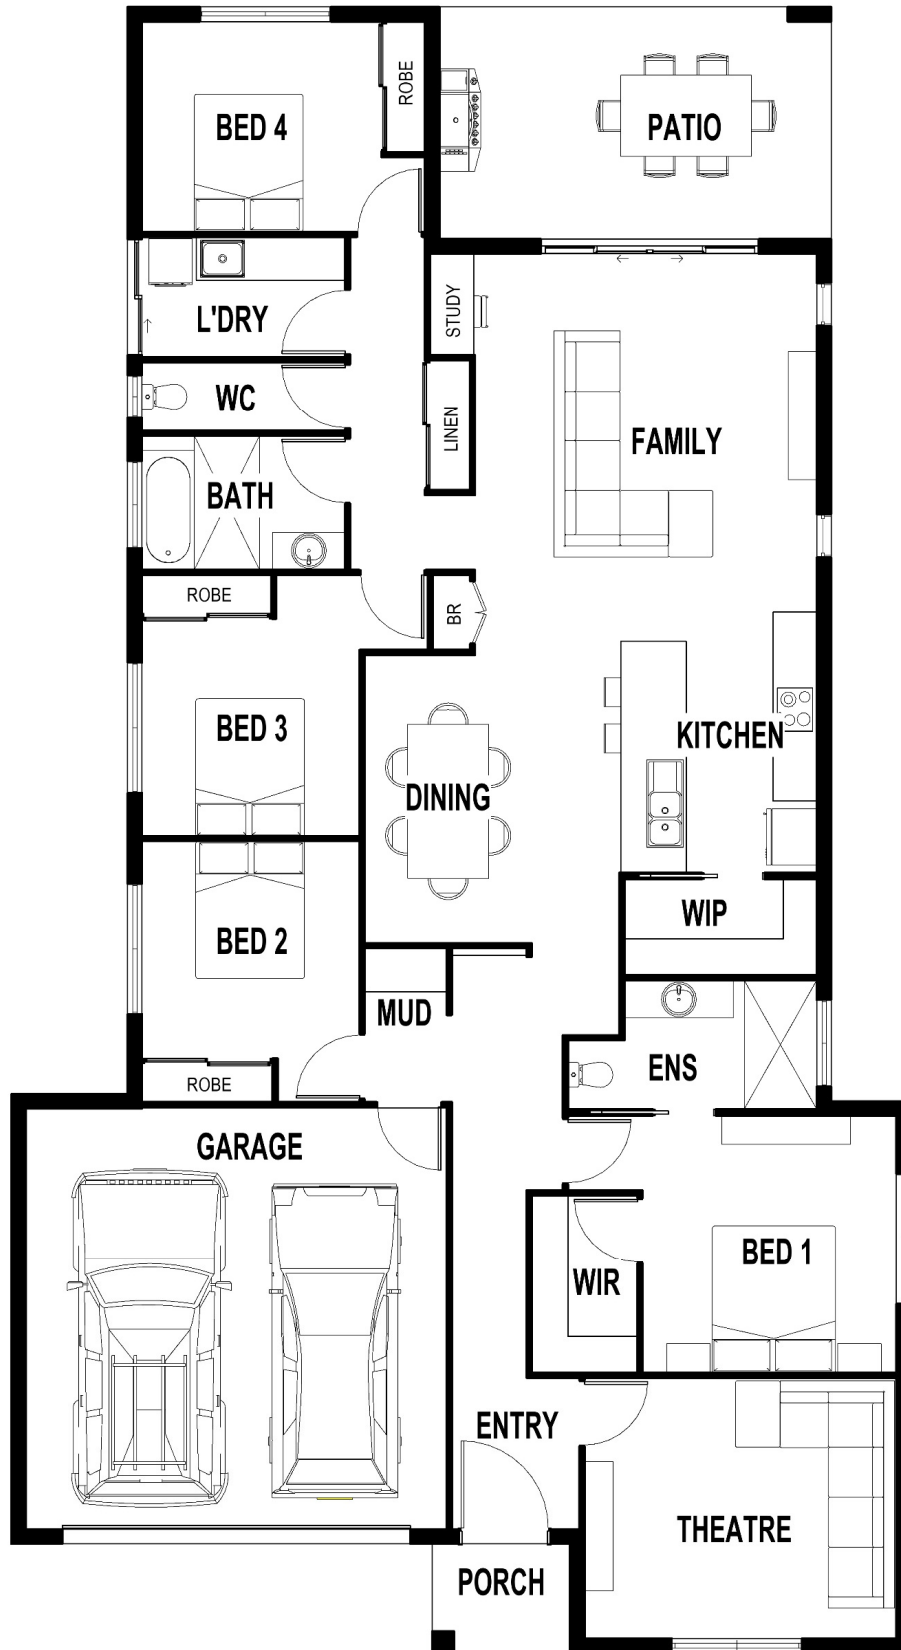 ROBE
BED 4
PATIO
L'DRY
STUDY
WC
LINEN
FAMILY
BATH
ROBE
BR
BED 3
KITCHEN
DINING
WIP
BED 2
MUD
ENS
ROBE
GARAGE
BED 1
WIR
ENTRY
THEATRE
PORCH